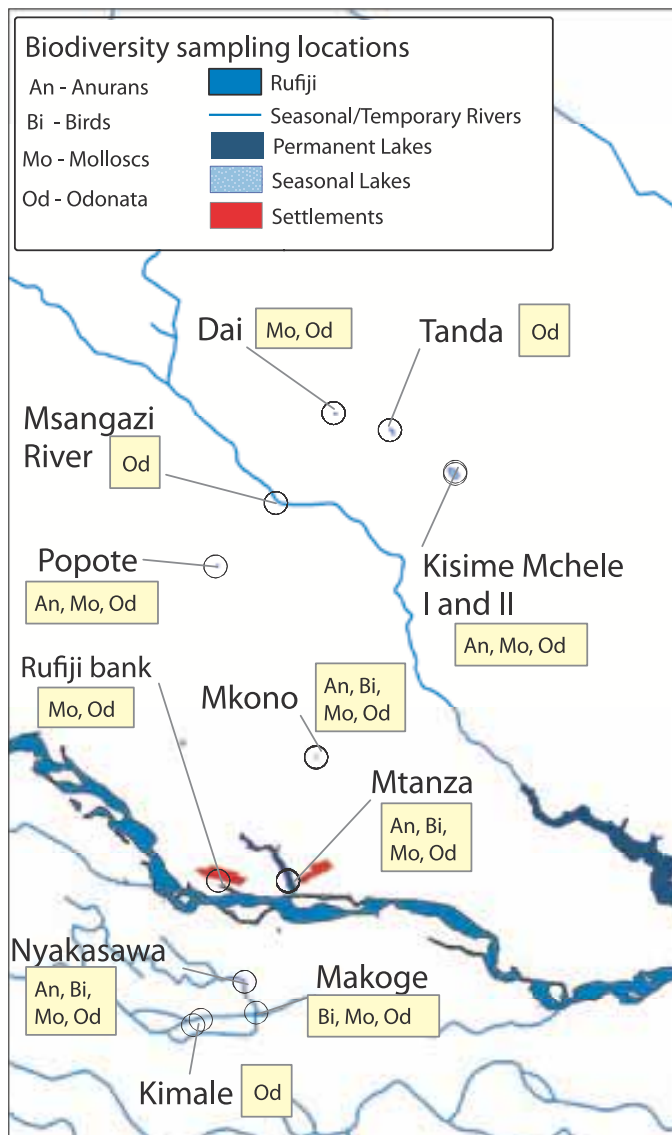 Biodiversity sampling locations
An - Anurans
Bi - Birds
Mo - Molloscs
Od - Odonata
Rufiji
Seasonal/Temporary Rivers
Permanent Lakes
Seasonal Lakes
Settlements
Dai
Mo, Od
Tanda
Od
Msangazi
River
Od
Popote
An, Mo, Od
Kisime Mchele
I and II
An, Mo, Od
Rufiji bank
Mo, Od
Mkono
An, Bi,
Mo, Od
Mtanza
An, Bi,
Mo, Od
Nyakasawa
An, Bi,
Mo, Od
Makoge
Bi, Mo, Od
Kimale
Od